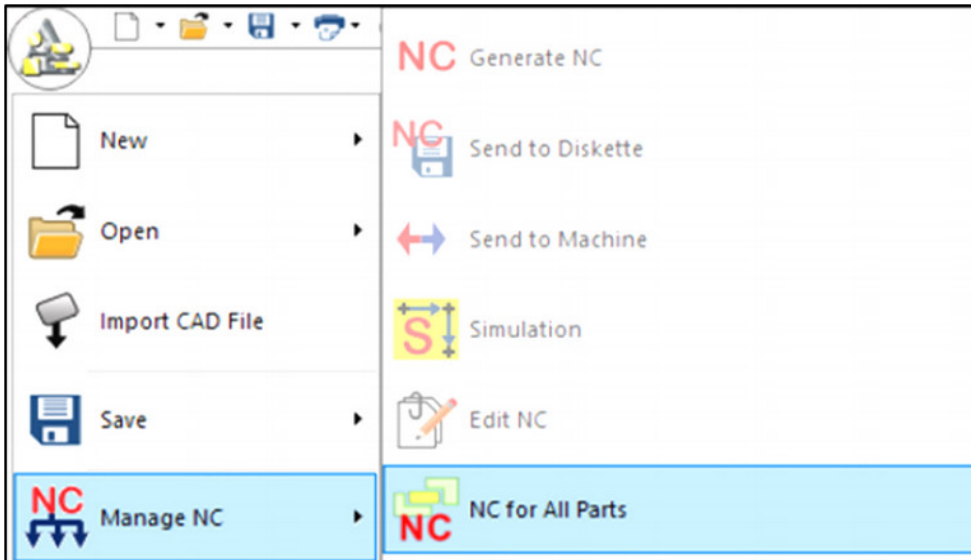 New
Open
Import CAD File
Save
NC
Manage NC
NC Generate NC
NC
Send to Diskette
Send to Machine
S
Simulation
Edit NC
NC for All Parts
NC